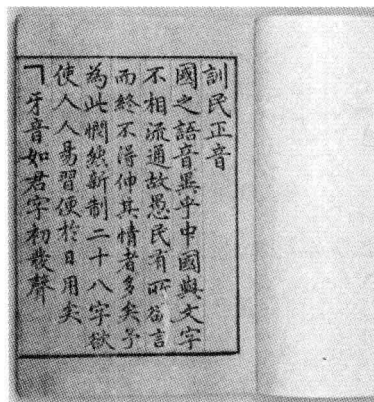 訓民正音
國之語音異乎中國與文字
不相流通故愚民有所欲言
而終不得伸其情者多矣予
為此憫然新制二十八字欲
使人人易習便於日用矣
ㄱ牙音如君字初發聲